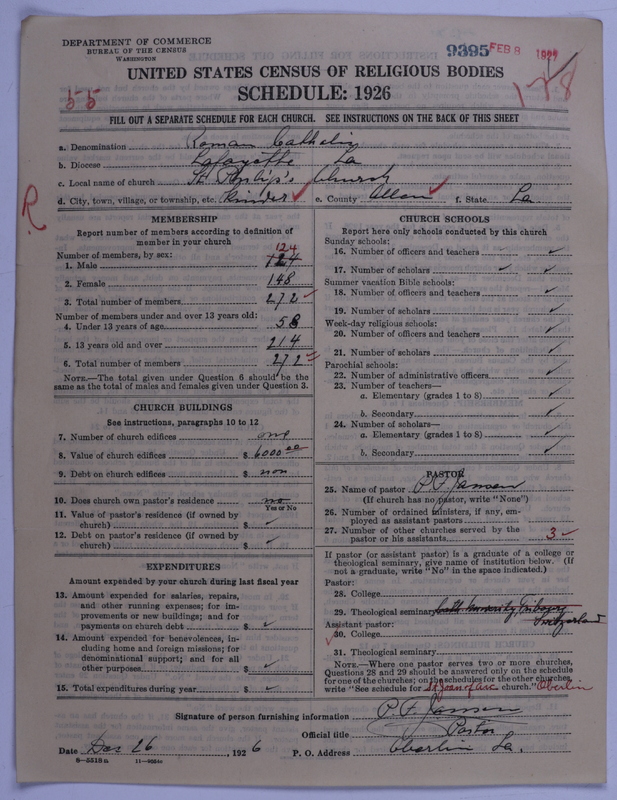 DEPARTMENT OF COMMERCE
BUREAU OF THE CENSUS
WASHINGTON
9395 FEB 8
55
178
UNITED STATES CENSUS OF RELIGIOUS BODIES
SCHEDULE: 1926
FILL OUT A SEPARATE SCHEDULE FOR EACH CHURCH. SEE INSTRUCTIONS ON THE BACK OF THIS SHEET
a. Denomination Roman Catholic
b. Diocese Lafayette La
c. Local name of church St Philip's Church
d. City, town, village, or township, etc. Kinder e. County Allen f. State La.
R
MEMBERSHIP
Report number of members according to definition of
member in your church
Number of members, by sex: 124
1. Male 124
2. Female 148
3. Total number of members 272
Number of members under and over 13 years old:
4. Under 13 years of age 58
5. 13 years old and over 214
6. Total number of members 272
NOTE.—The total given under Question 6 should be the
same as the total of males and females given under Question 3.
CHURCH BUILDINGS
See instructions, paragraphs 10 to 12
7. Number of church edifices one
8. Value of church edifices $ 6000 00
9. Debt on church edifices $ non
10. Does church own pastor's residence no
Yes or No
11. Value of pastor's residence (if owned by
church) $
12. Debt on pastor's residence (if owned by
church) $
EXPENDITURES
Amount expended by your church during last fiscal year
13. Amount expended for salaries, repairs,
and other running expenses; for im-
provements or new buildings; and for
payments on church debt $
14. Amount expended for benevolences, in-
cluding home and foreign missions; for
denominational support; and for all
other purposes $
15. Total expenditures during year $
CHURCH SCHOOLS
Report here only schools conducted by this church
Sunday schools:
16. Number of officers and teachers
17. Number of scholars
Summer vacation Bible schools:
18. Number of officers and teachers
19. Number of scholars
Week-day religious schools:
20. Number of officers and teachers
21. Number of scholars
Parochial schools:
22. Number of administrative officers
23. Number of teachers—
a. Elementary (grades 1 to 8)
b. Secondary
24. Number of scholars—
a. Elementary (grades 1 to 8)
b. Secondary
PASTOR
25. Name of pastor P F Jansen
(If church has no pastor, write "None")
26. Number of ordained ministers, if any, em-
ployed as assistant pastors
27. Number of other churches served by the
pastor or his assistants 3
If pastor (or assistant pastor) is a graduate of a college or
theological seminary, give name of institution below. (If
not a graduate, write "No" in the space indicated.)
Pastor:
28. College
29. Theological seminary Cath University Fribourg
Switzerland
Assistant pastor:
30. College
31. Theological seminary
NOTE.—Where one pastor serves two or more churches,
Questions 28 and 29 should be answered only on the schedule
for one of the churches; on the schedules for the other churches,
write "See schedule for St Joan of Arc church." Oberlin
Signature of person furnishing information P F Jansen
Official title Pastor
Date Dec 26, 1926 P. O. Address Oberlin La.
8-5518a